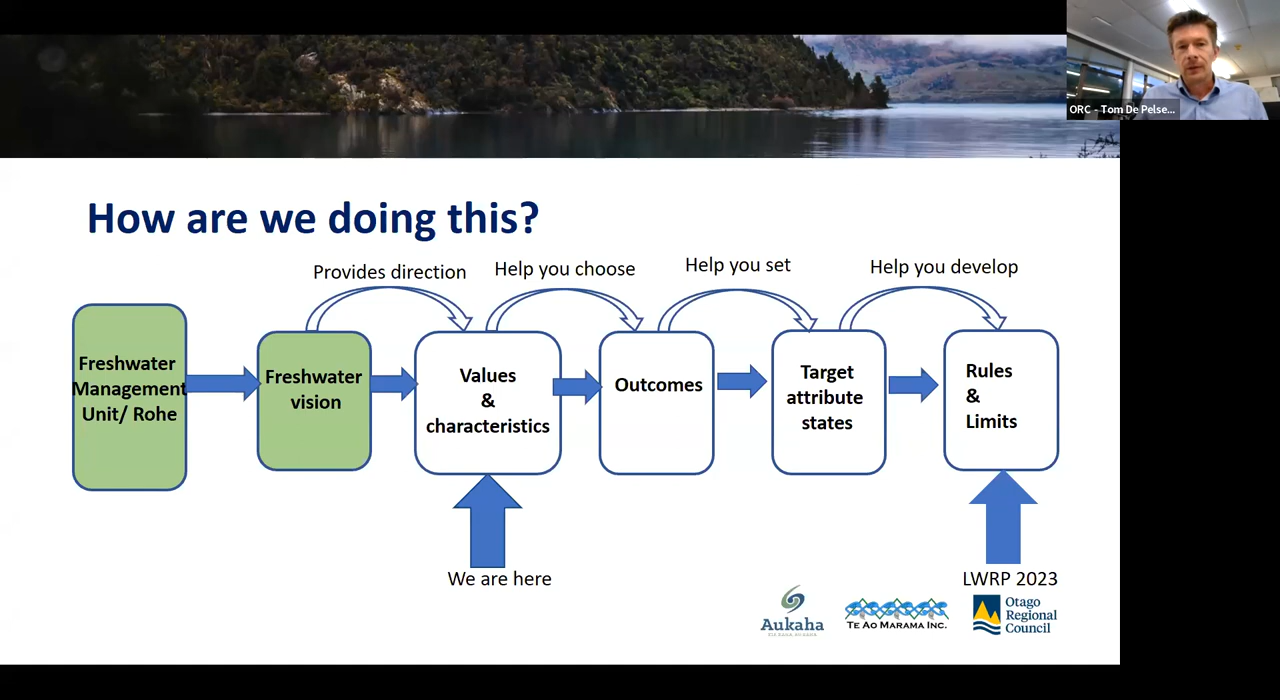 ORC - Tom De Pelse...
How are we doing this?
Provides direction
Help you choose
Help you set
Help you develop
Freshwater
Management
Unit/ Rohe
Freshwater
vision
Values
&
characteristics
Outcomes
Target
attribute
states
Rules
&
Limits
We are here
LWRP 2023
Aukaha
Te Ao Marama Inc.
Otago
Regional
Council